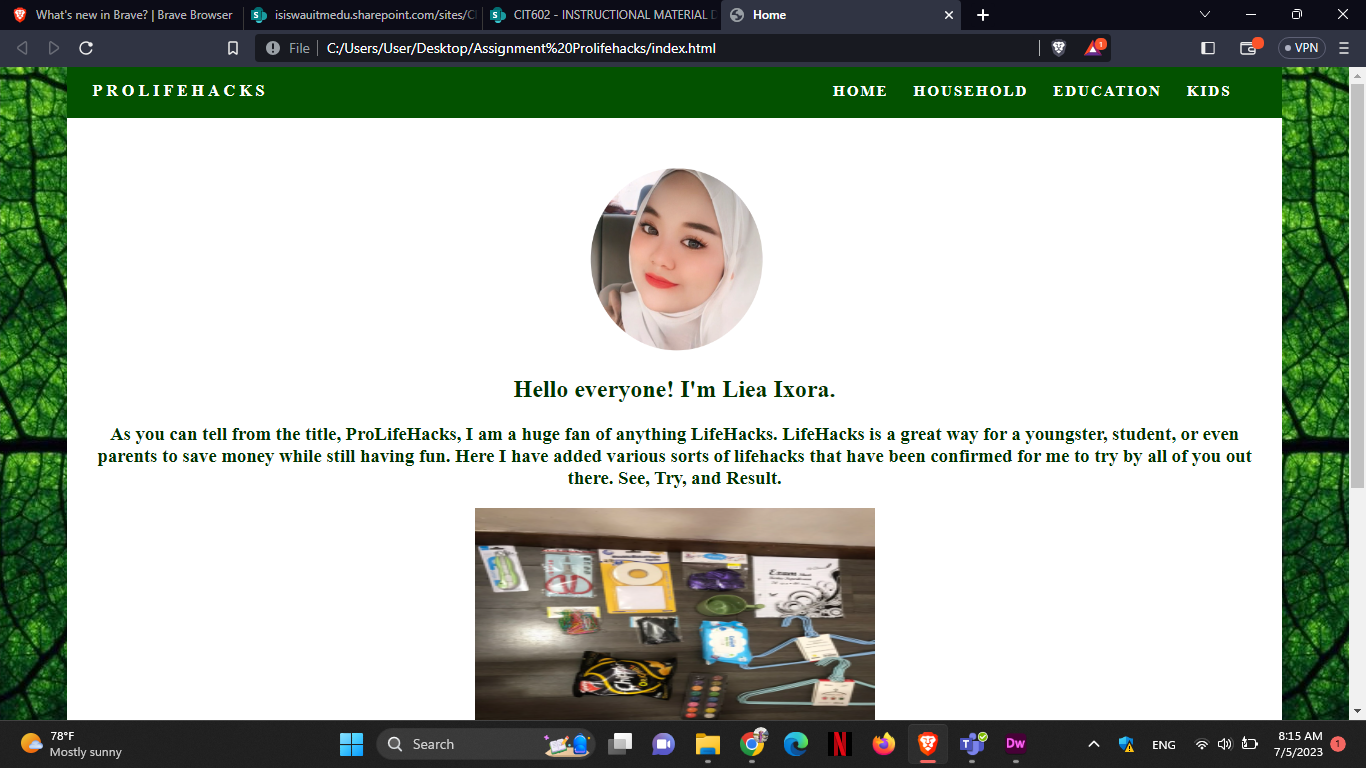 What's new in Brave? | Brave Browser
isiswauitmedu.sharepoint.com/sites/CI
CIT602 - INSTRUCTIONAL MATERIAL D
Home
File
C:/Users/User/Desktop/Assignment%20Prolifehacks/index.html
1
VPN
PROLIFEHACKS
HOME
HOUSEHOLD
EDUCATION
KIDS
Hello everyone! I'm Liea Ixora.
As you can tell from the title, ProLifeHacks, I am a huge fan of anything LifeHacks. LifeHacks is a great way for a youngster, student, or even
parents to save money while still having fun. Here I have added various sorts of lifehacks that have been confirmed for me to try by all of you out
there. See, Try, and Result.
Exam
78°F
Mostly sunny
Search
N
Dw
ENG
8:15 AM
7/5/2023
1